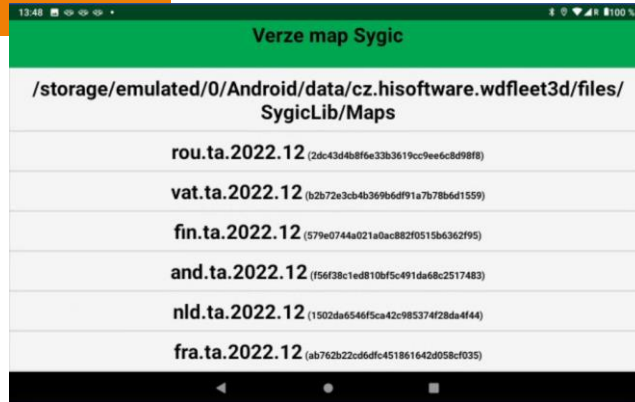 13:48
R 100 %
Verze map Sygic
/storage/emulated/0/Android/data/cz.hisoftware.wdfleet3d/files/
SygicLib/Maps
rou.ta.2022.12 (2dc43d4b8f6e33b3619cc9ee6c8d98f8)
vat.ta.2022.12 (b2b72e3cb4b369b6df91a7b78b6d1559)
fin.ta.2022.12 (579e0744a021a0ac882f0515b6362f95)
and.ta.2022.12 (f56f38c1ed810bf5c491da68c2517483)
nld.ta.2022.12 (1502da6546f5ca42c985374f28da4f44)
fra.ta.2022.12 (ab762b22cd6dfc451861642d058cf035)